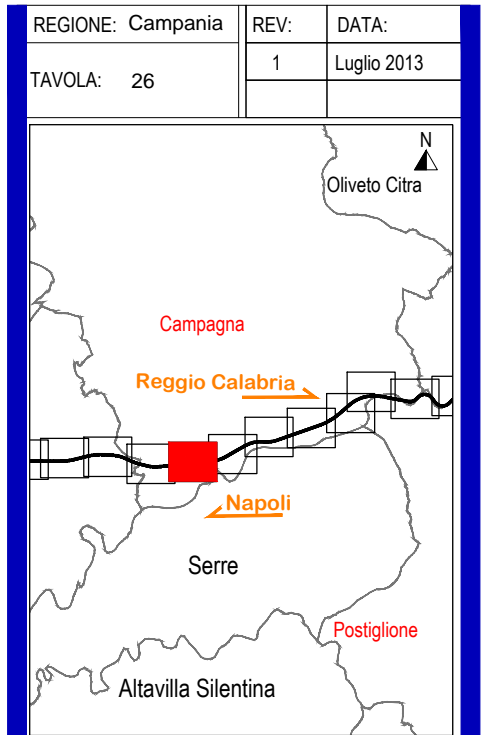 REGIONE: Campania
REV:
DATA:
TAVOLA: 26
1
Luglio 2013
N
Oliveto Citra
Campagna
Reggio Calabria
Napoli
Serre
Postiglione
Altavilla Silentina